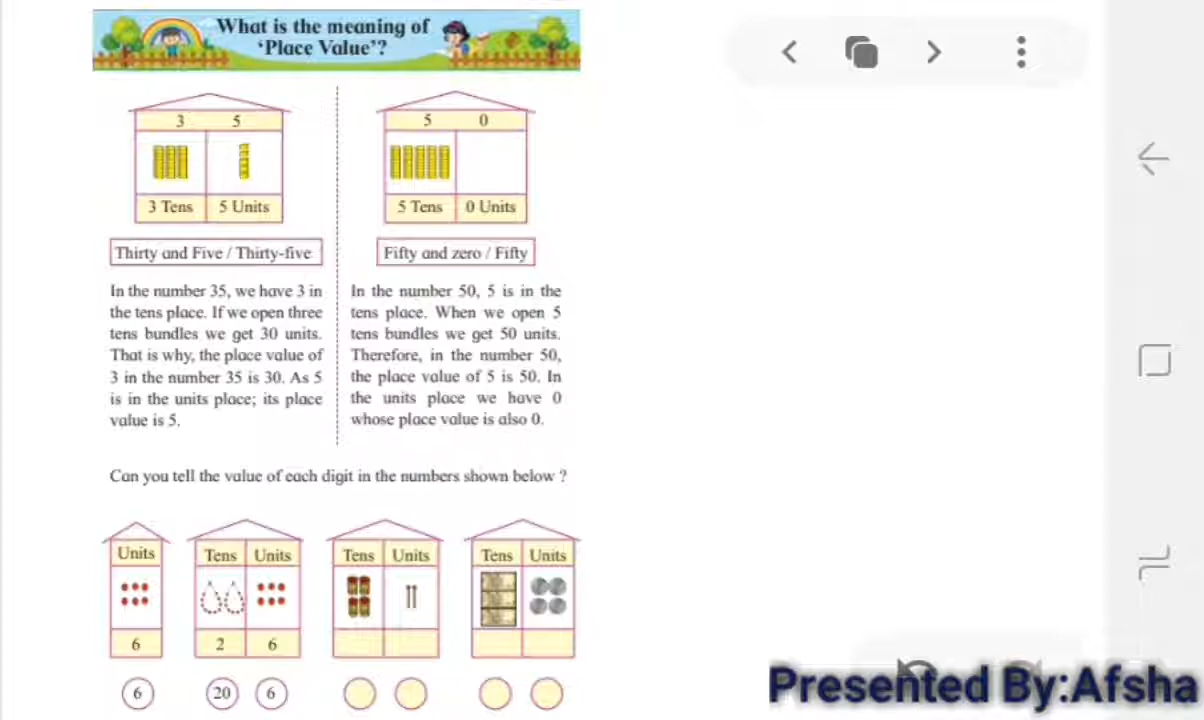 What is the meaning of
‘Place Value’?
3 5
3 Tens 5 Units
Thirty and Five / Thirty-five
In the number 35, we have 3 in
the tens place. If we open three
tens bundles we get 30 units.
That is why, the place value of
3 in the number 35 is 30. As 5
is in the units place; its place
value is 5.
5 0
5 Tens 0 Units
Fifty and zero / Fifty
In the number 50, 5 is in the
tens place. When we open 5
tens bundles we get 50 units.
Therefore, in the number 50,
the place value of 5 is 50. In
the units place we have 0
whose place value is also 0.
Can you tell the value of each digit in the numbers shown below ?
Units
6
6
Tens Units
2 6
20 6
Tens Units
Tens Units
Presented By:Afsha